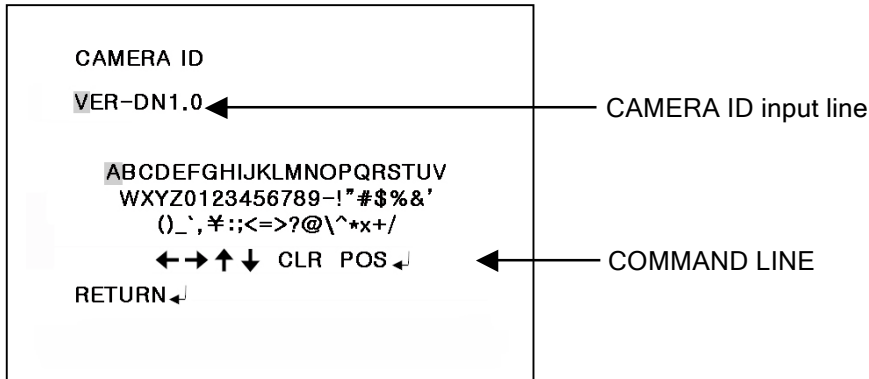 CAMERA ID
VER-DN1.0
CAMERA ID input line
ABCDEFGHIJKLMNOPQRSTUV
WXYZ0123456789-!"#$%&'
()_`,¥:;<=>?@\^*x+/
←→↑↓ CLR POS↲
COMMAND LINE
RETURN↲